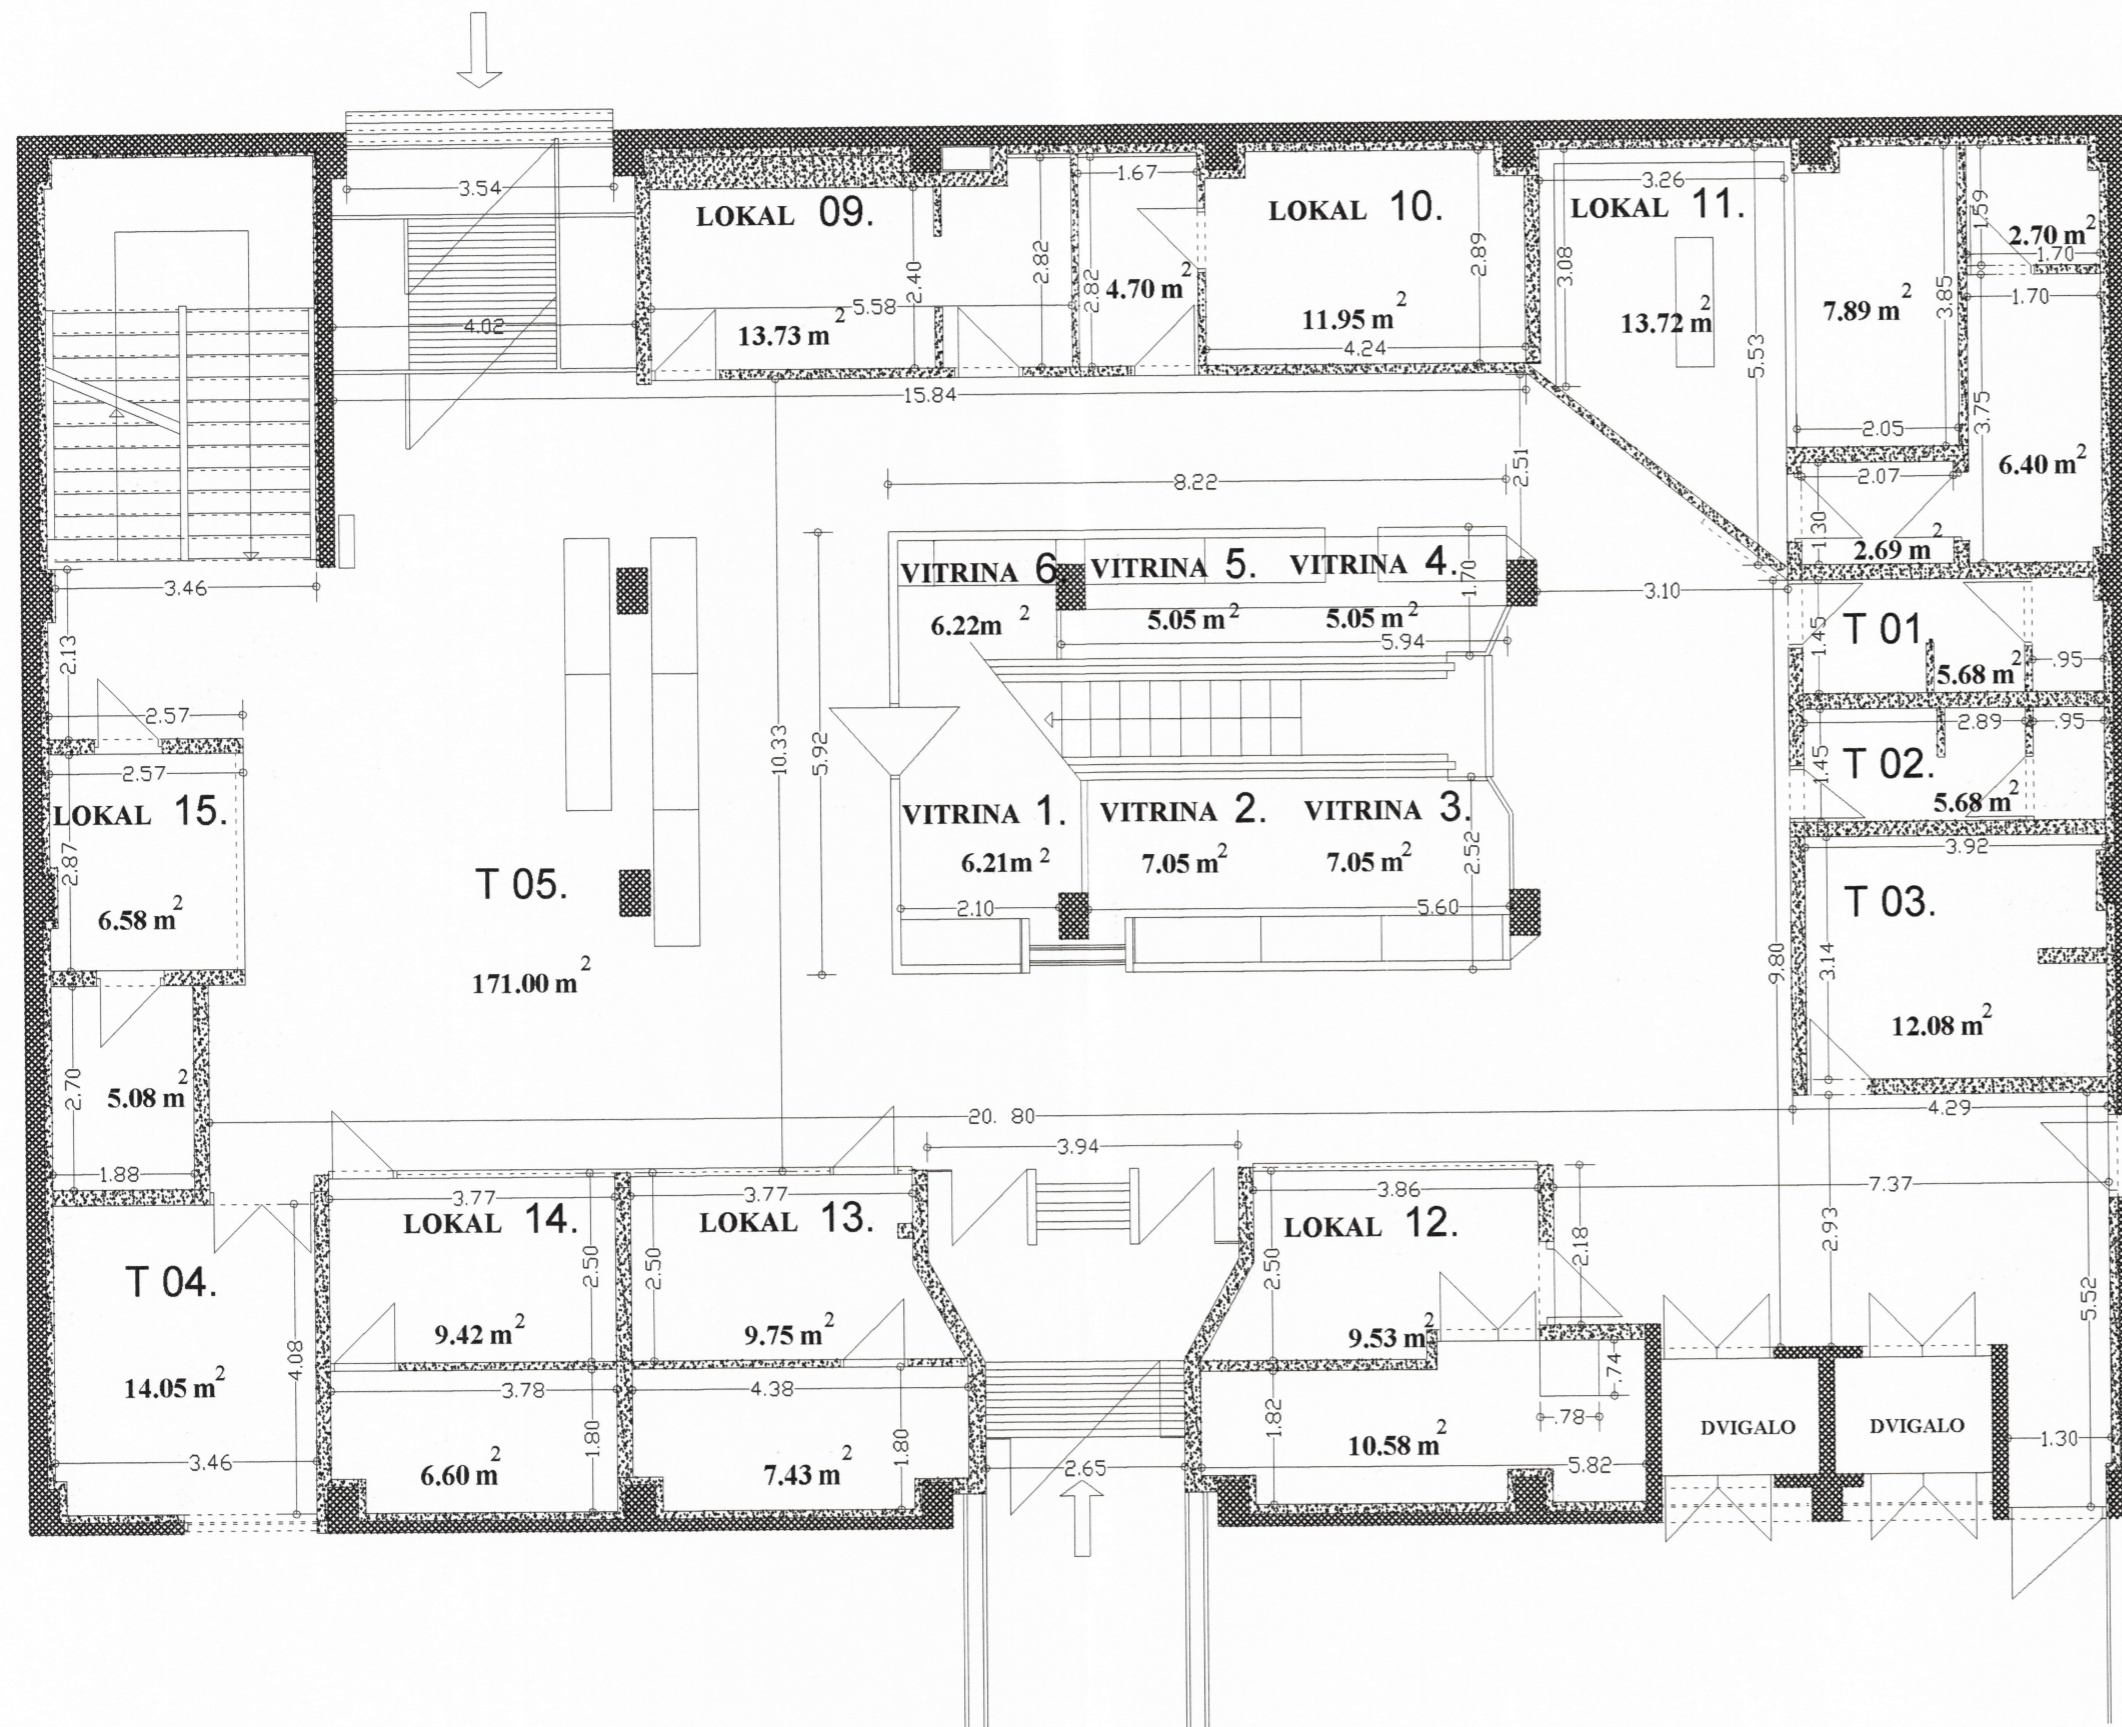 3.54
1.67
3.26
1.59
LOKAL 09.
LOKAL 10.
LOKAL 11.
2.70 m²
1.70
1.70
2.40
2.82
2.82
2.89
3.08
3.85
4.70 m²
5.58
13.73 m²
11.95 m²
13.72 m²
7.89 m²
4.02
4.24
5.53
15.84
3.75
2.05
2.51
6.40 m²
2.07
8.22
1.30
2.69 m²
VITRINA 6
VITRINA 5.
VITRINA 4.
1.70
3.46
3.10
6.22m²
5.05 m²
5.05 m²
5.94
T 01.
1.45
2.13
5.68 m²
.95
2.57
2.89
.95
10.33
5.92
T 02.
1.45
2.57
5.68 m²
LOKAL 15.
VITRINA 1.
VITRINA 2.
VITRINA 3.
2.87
6.21m²
7.05 m²
7.05 m²
2.52
3.92
T 05.
T 03.
6.58 m²
2.10
5.60
171.00 m²
9.80
3.14
12.08 m²
2.70
5.08 m²
20. 80
4.29
3.94
1.88
3.77
3.77
3.86
7.37
LOKAL 14.
LOKAL 13.
LOKAL 12.
2.93
2.18
T 04.
2.50
2.50
2.50
5.52
9.42 m²
9.75 m²
9.53 m²
4.08
.74
14.05 m²
3.78
4.38
1.82
.78
DVIGALO
DVIGALO
1.80
1.80
10.58 m²
1.30
3.46
6.60 m²
7.43 m²
2.65
5.82